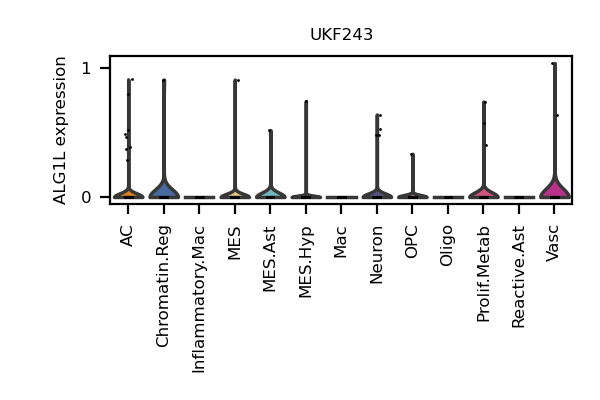 UKF243
ALG1L expression
1
0
AC
Chromatin.Reg
Inflammatory.Mac
MES
MES.Ast
MES.Hyp
Mac
Neuron
OPC
Oligo
Prolif.Metab
Reactive.Ast
Vasc